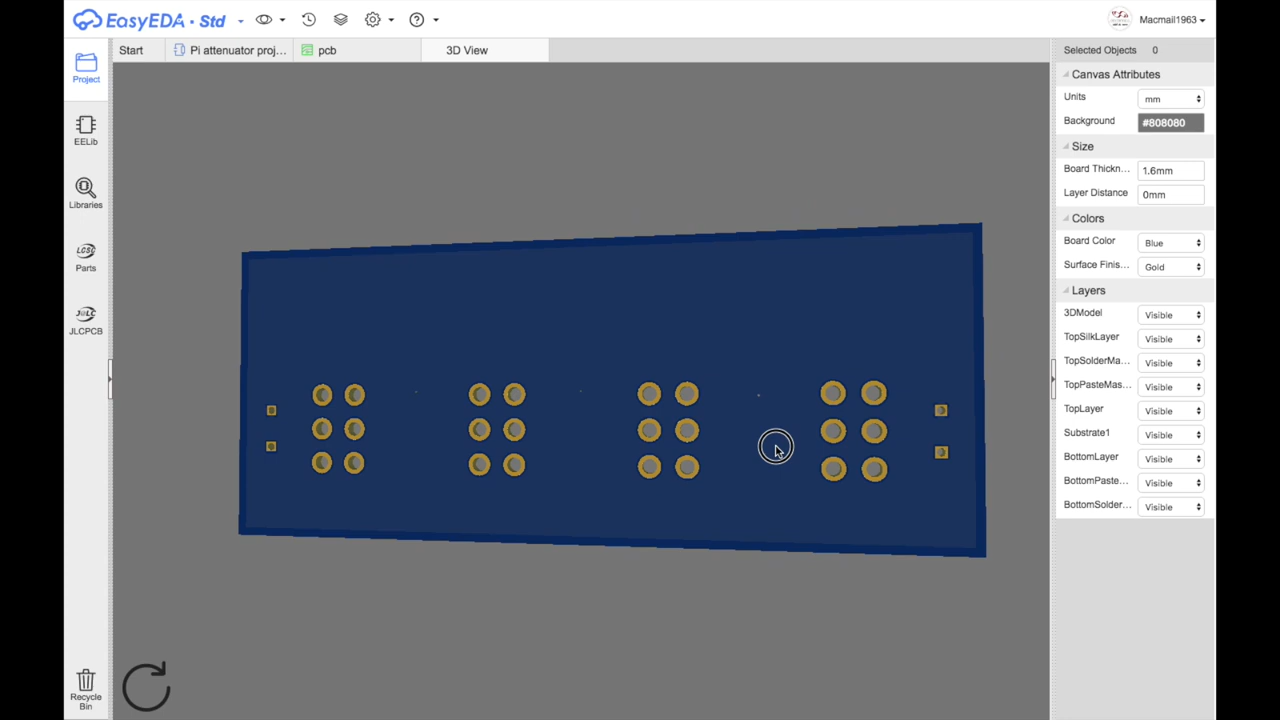 EasyEDA • Std
Macmail1963
Start
Pi attenuator proj...
pcb
3D View
Selected Objects 0
Project
EELib
Libraries
LCSC
Parts
JLCPCB
Recycle
Bin
Canvas Attributes
Units mm
Background #808080
Size
Board Thickn... 1.6mm
Layer Distance 0mm
Colors
Board Color Blue
Surface Finis... Gold
Layers
3DModel Visible
TopSilkLayer Visible
TopSolderMa... Visible
TopPasteMas... Visible
TopLayer Visible
Substrate1 Visible
BottomLayer Visible
BottomPaste... Visible
BottomSolder... Visible